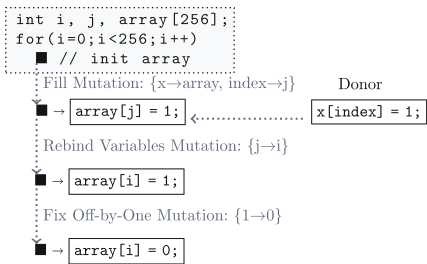 int i, j, array[256];
for(i=0;i<256;i++)
■ // init array
Fill Mutation: {x→array, index→j}
Donor
■ → array[j] = 1;
x[index] = 1;
Rebind Variables Mutation: {j→i}
■ → array[i] = 1;
Fix Off-by-One Mutation: {1→0}
■ → array[i] = 0;